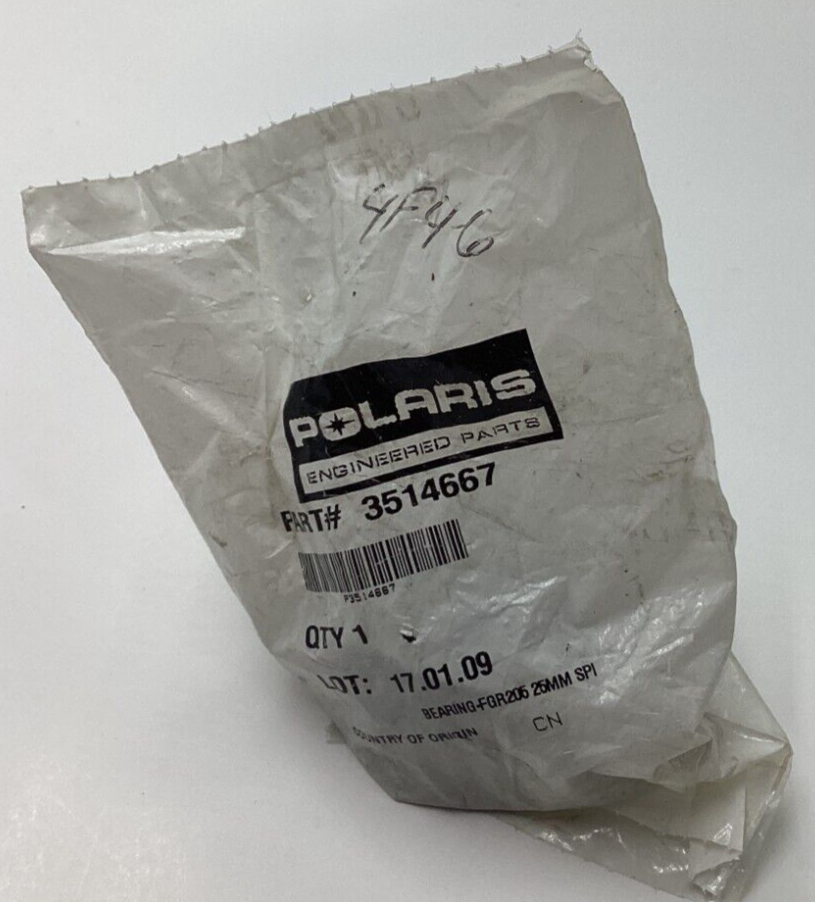 4F46
POLARIS
ENGINEERED PARTS
PART# 3514667
P3514667
QTY 1
LOT: 17.01.09
BEARING-FGR205 25MM SPI
COUNTRY OF ORIGIN CN